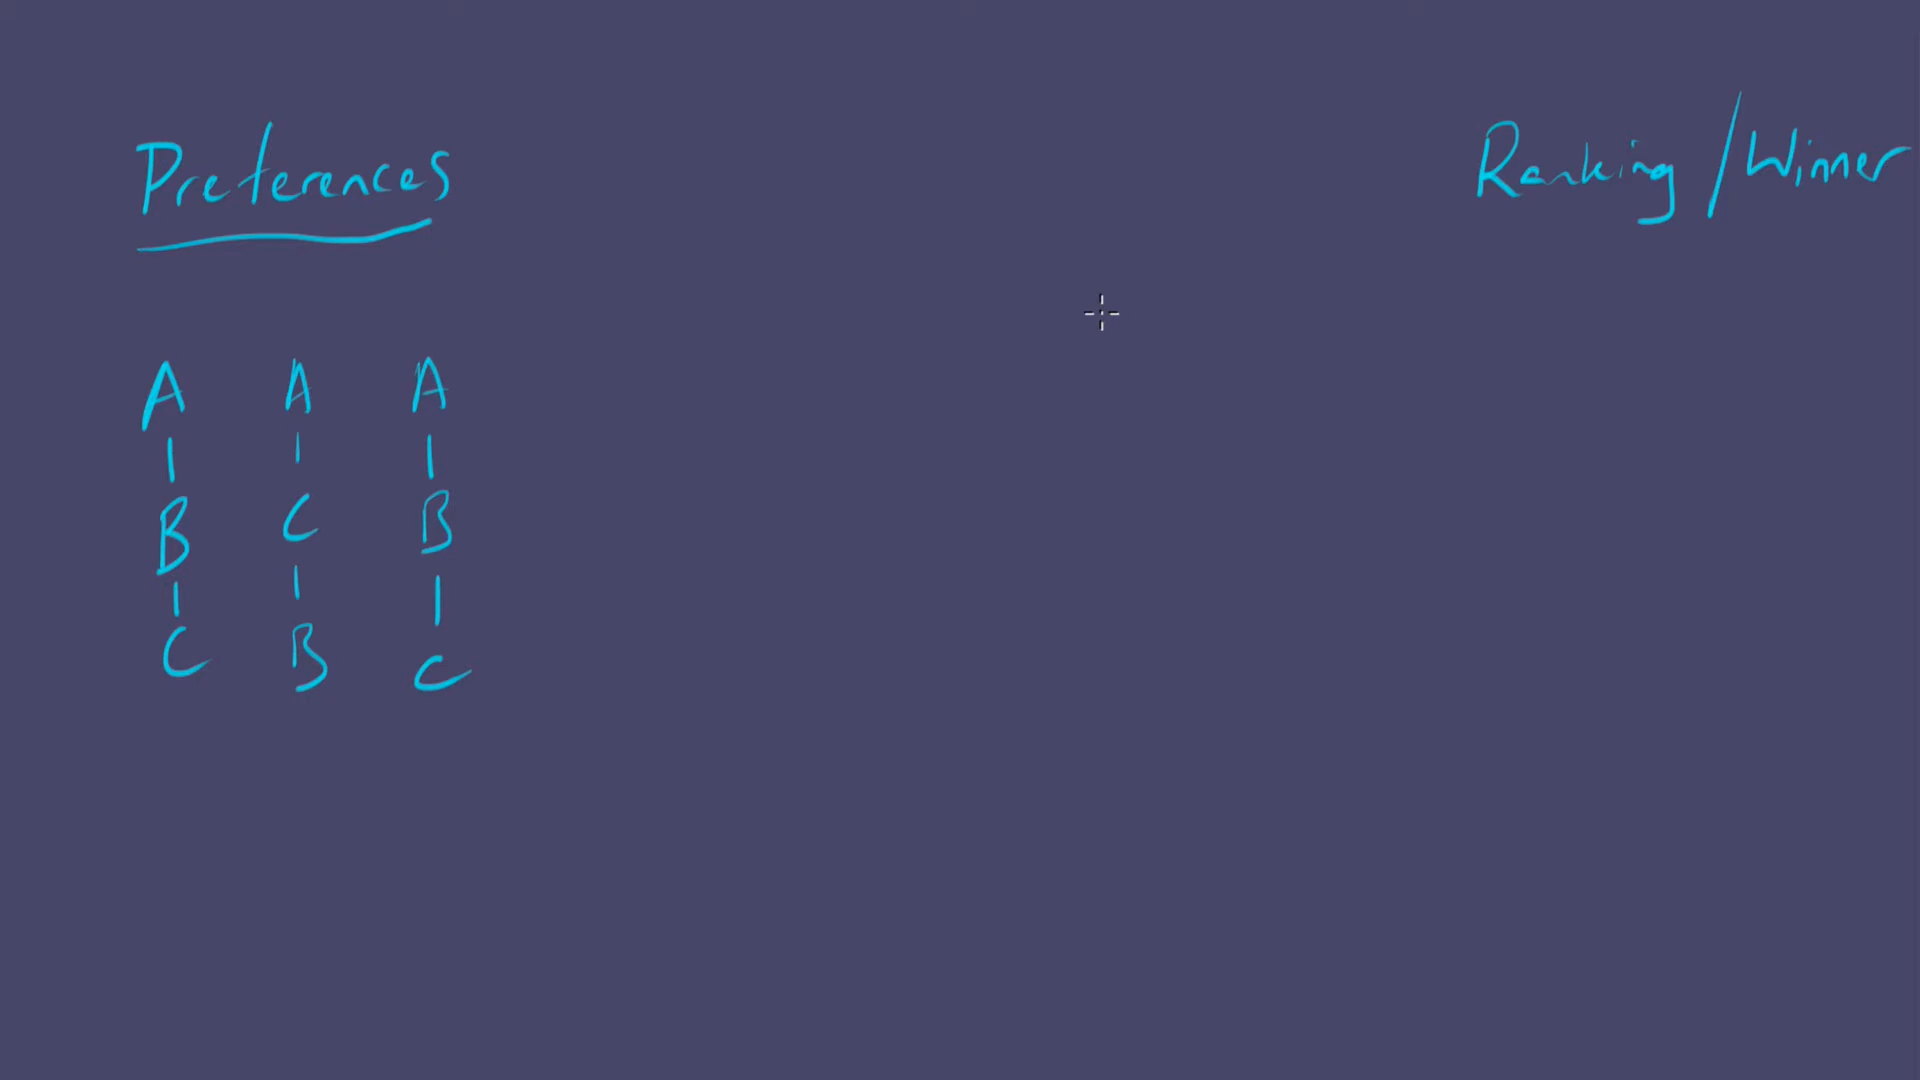 Preferences
Ranking / Winner
A A A
B C B
C B C